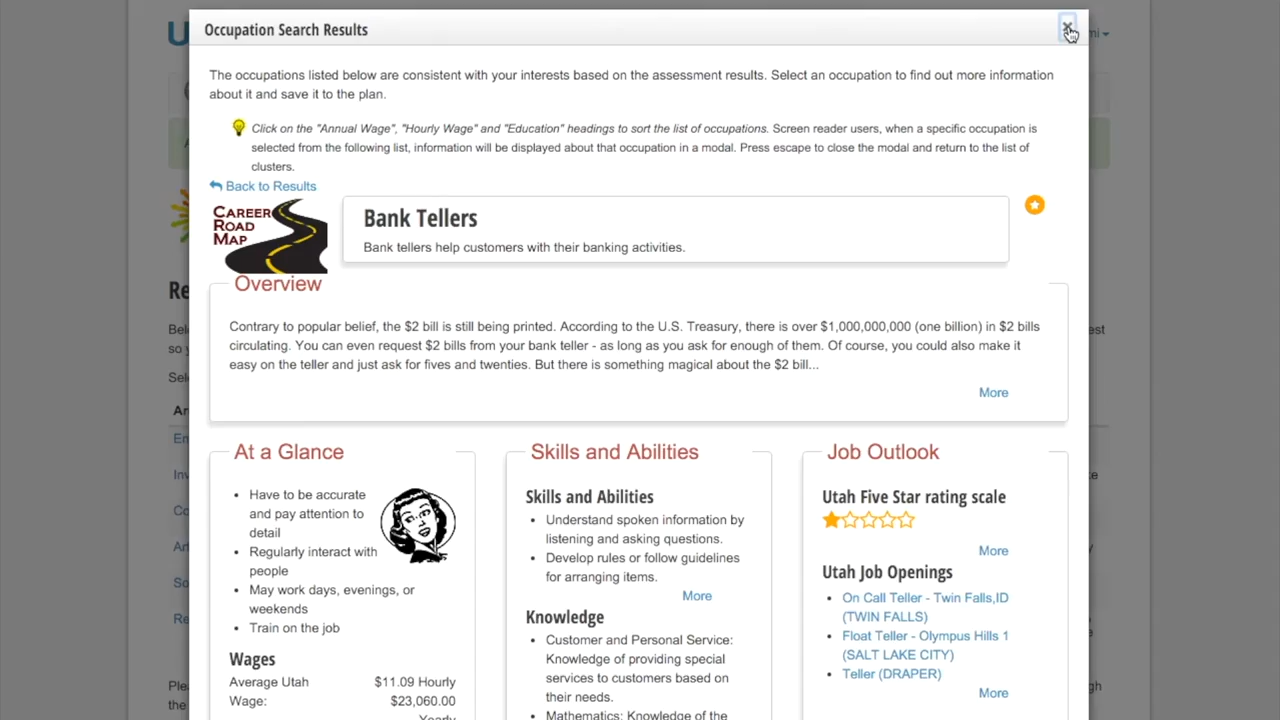 Occupation Search Results
The occupations listed below are consistent with your interests based on the assessment results. Select an occupation to find out more information
about it and save it to the plan.
Click on the "Annual Wage", "Hourly Wage" and "Education" headings to sort the list of occupations. Screen reader users, when a specific occupation is
selected from the following list, information will be displayed about that occupation in a modal. Press escape to close the modal and return to the list of
clusters.
Back to Results
CAREER
ROAD
MAP
Bank Tellers
Bank tellers help customers with their banking activities.
Overview
Contrary to popular belief, the $2 bill is still being printed. According to the U.S. Treasury, there is over $1,000,000,000 (one billion) in $2 bills
circulating. You can even request $2 bills from your bank teller - as long as you ask for enough of them. Of course, you could also make it
easy on the teller and just ask for fives and twenties. But there is something magical about the $2 bill...
More
At a Glance
Have to be accurate
and pay attention to
detail
Regularly interact with
people
May work days, evenings, or
weekends
Train on the job
Wages
Average Utah $11.09 Hourly
Wage: $23,060.00
Yearly
Skills and Abilities
Skills and Abilities
Understand spoken information by
listening and asking questions.
Develop rules or follow guidelines
for arranging items.
More
Knowledge
Customer and Personal Service:
Knowledge of providing special
services to customers based on
their needs.
Mathematics: Knowledge of the
Job Outlook
Utah Five Star rating scale
More
Utah Job Openings
On Call Teller - Twin Falls,ID
(TWIN FALLS)
Float Teller - Olympus Hills 1
(SALT LAKE CITY)
Teller (DRAPER)
More